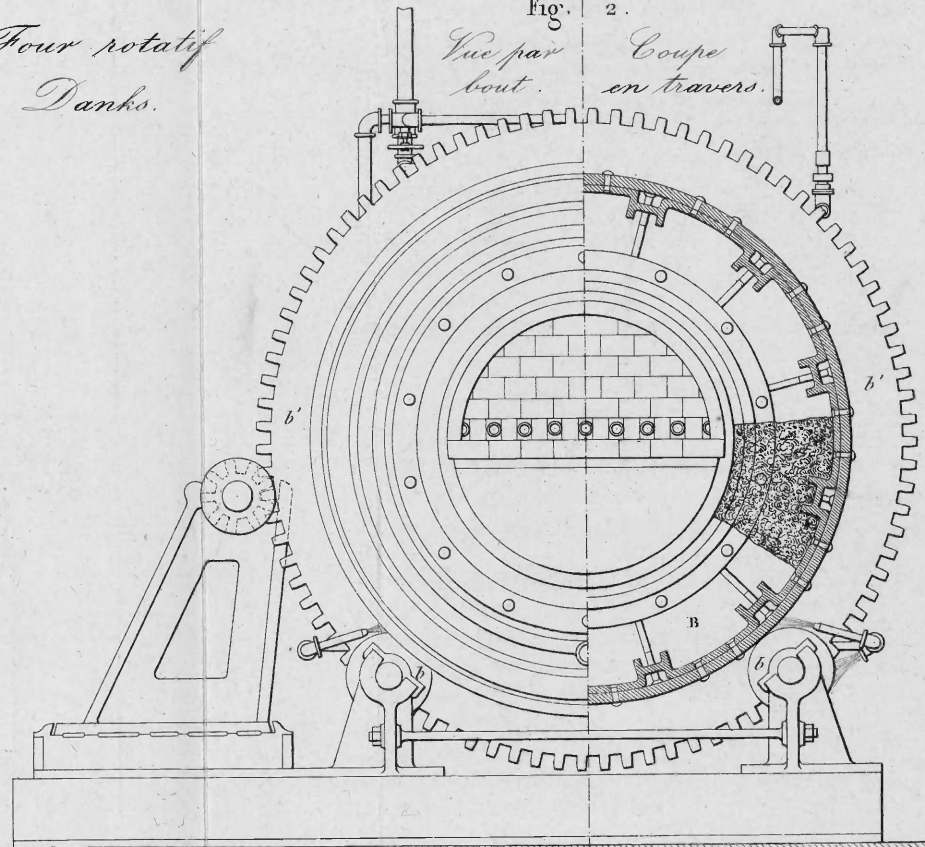 Fig. 2.
Four rotatif
Danks.
Vue par
bout.
Coupe
en travers.
b'
b'
B
b
b